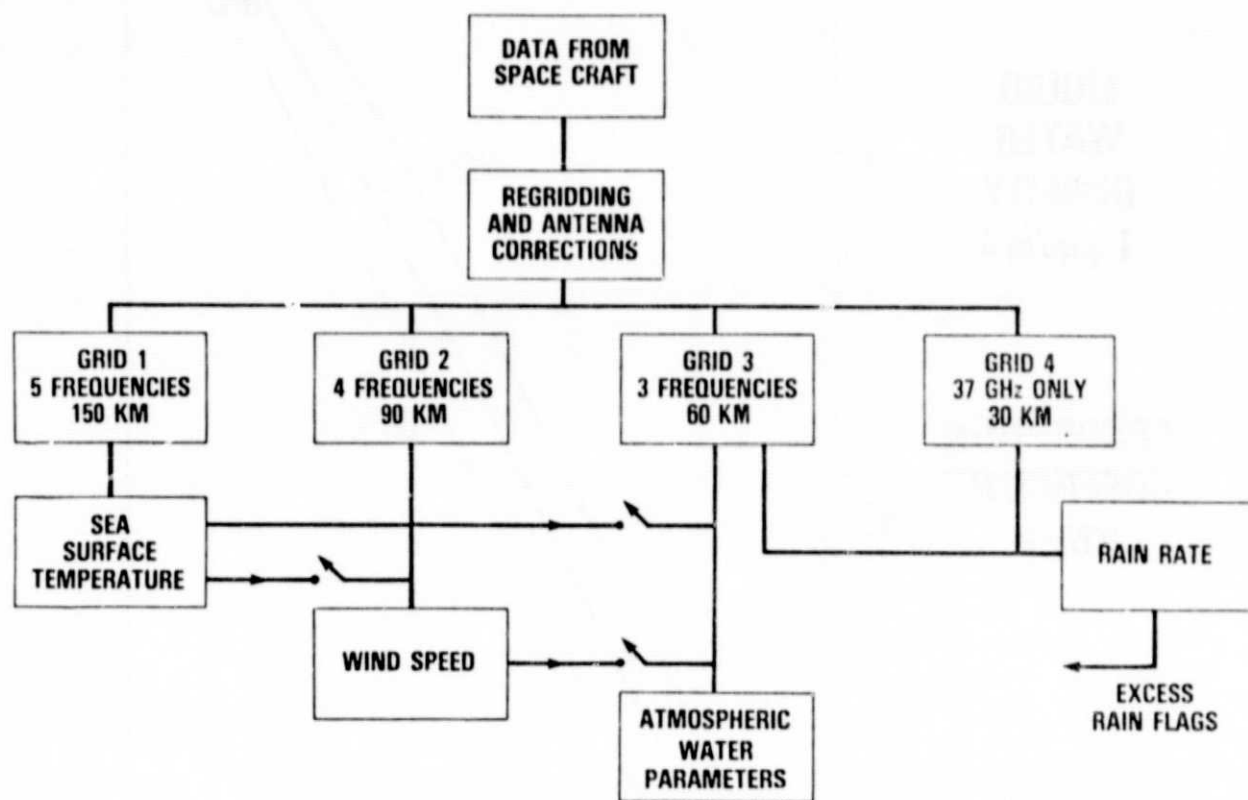 DATA FROM
SPACE CRAFT
REGRIDDING
AND ANTENNA
CORRECTIONS
GRID 1
5 FREQUENCIES
150 KM
GRID 2
4 FREQUENCIES
90 KM
GRID 3
3 FREQUENCIES
60 KM
GRID 4
37 GHz ONLY
30 KM
SEA
SURFACE
TEMPERATURE
WIND SPEED
ATMOSPHERIC
WATER
PARAMETERS
RAIN RATE
EXCESS
RAIN FLAGS